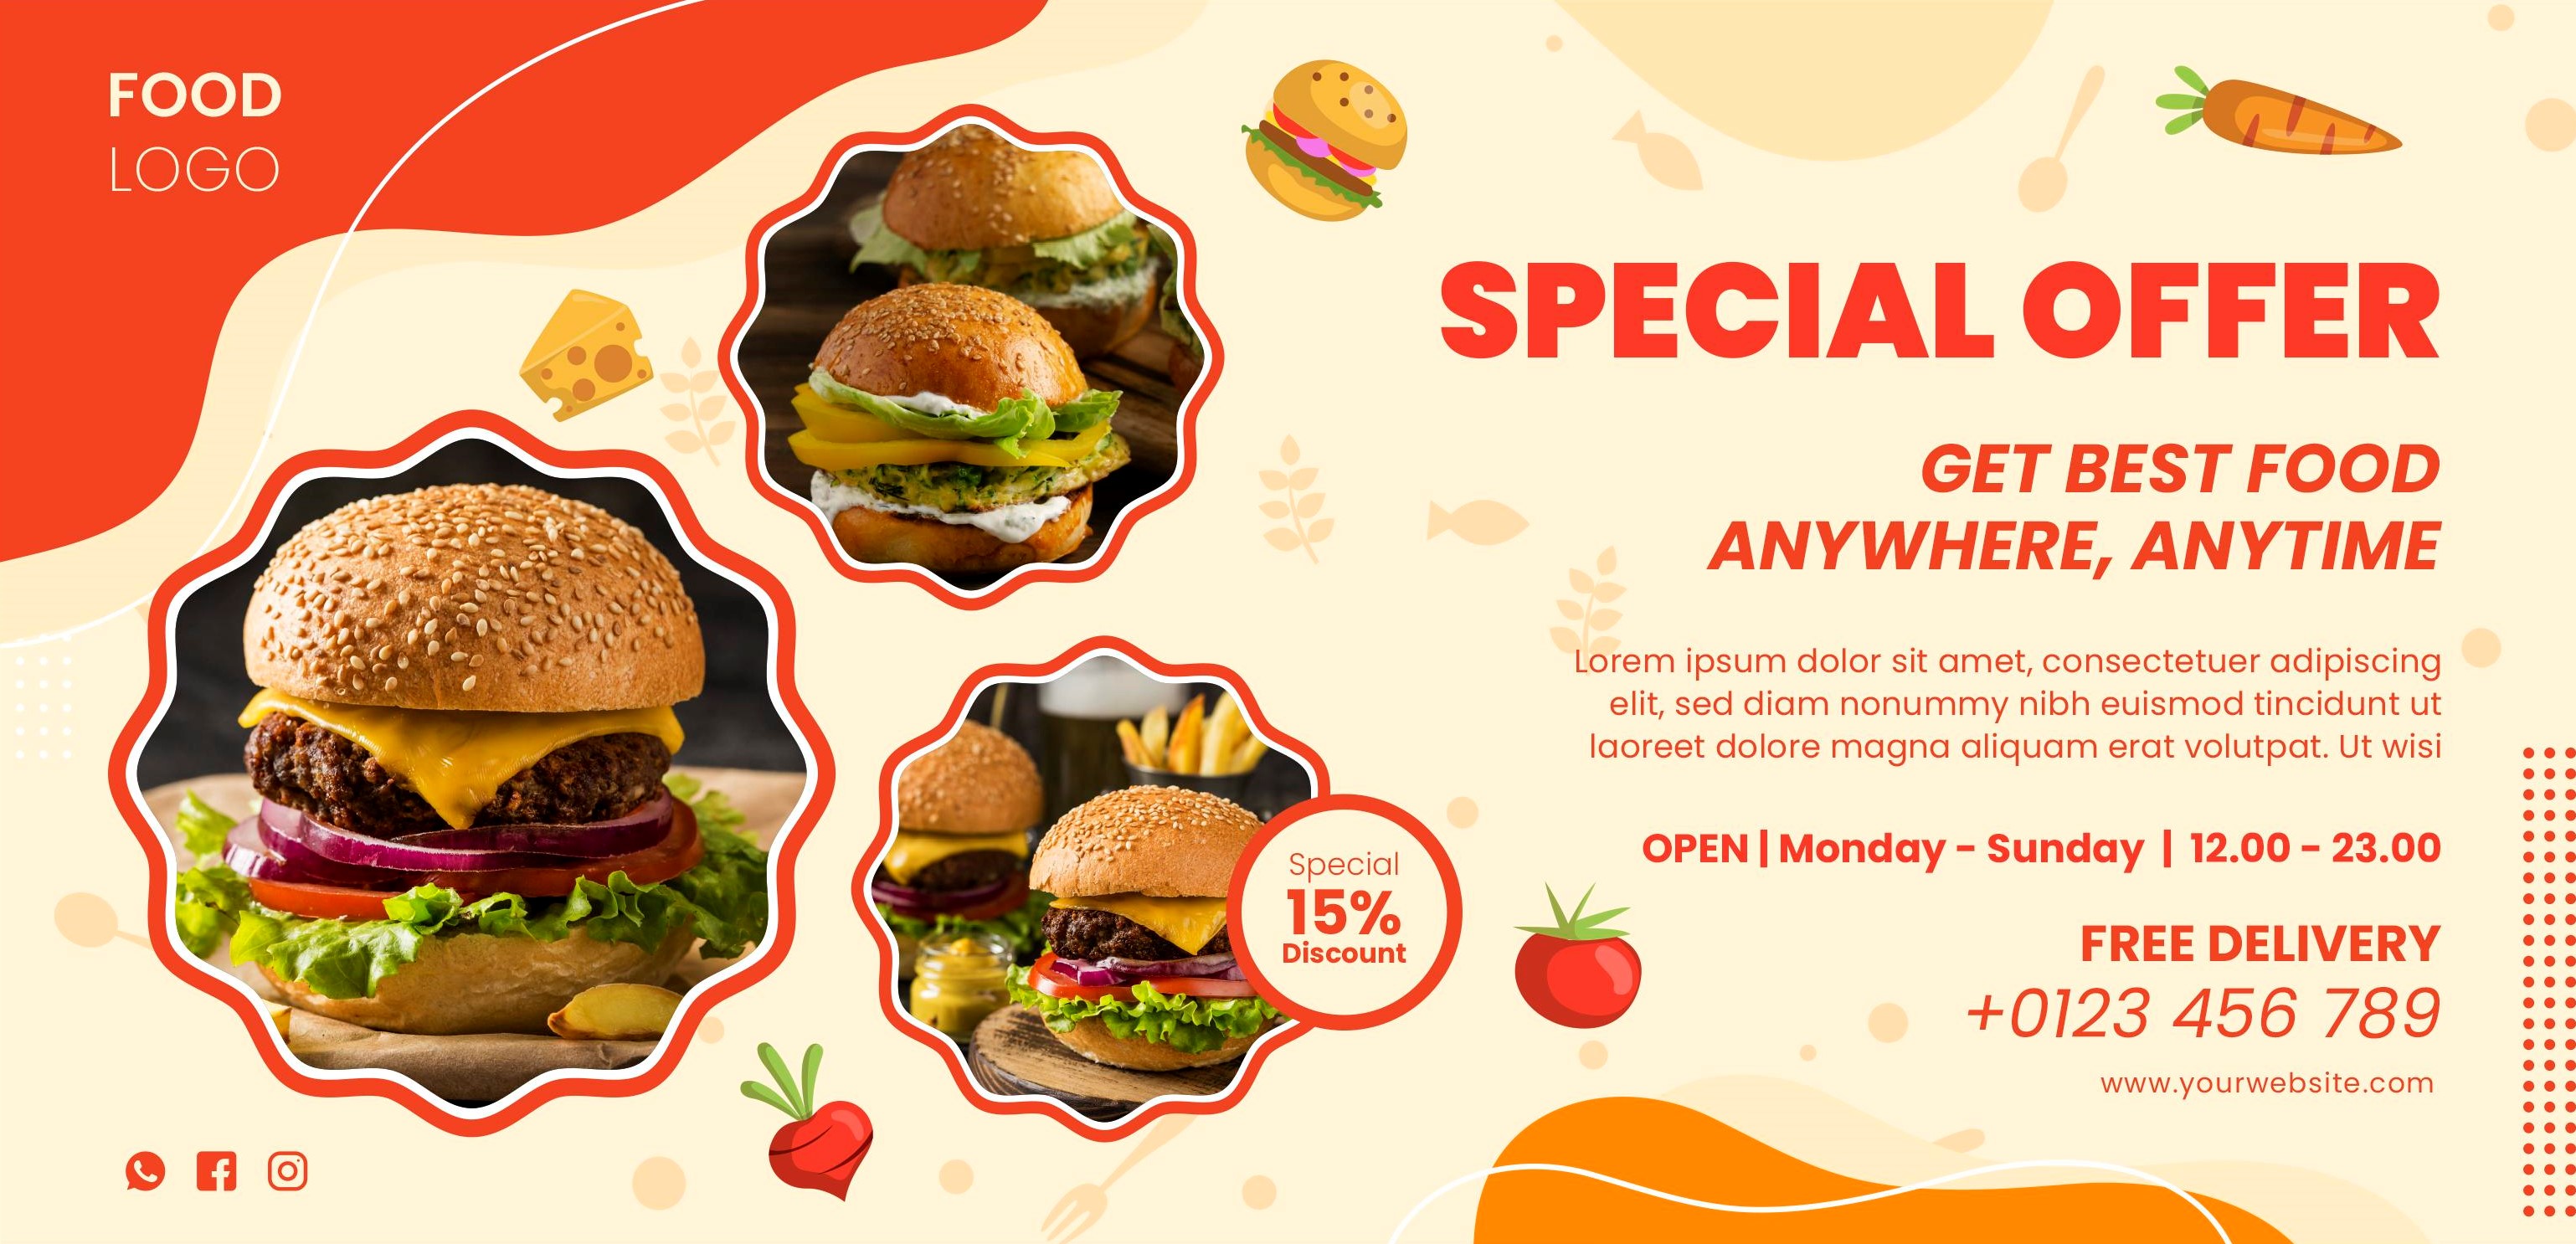 FOOD
LOGO
SPECIAL OFFER
GET BEST FOOD
ANYWHERE, ANYTIME
Lorem ipsum dolor sit amet, consectetuer adipiscing
elit, sed diam nonummy nibh euismod tincidunt ut
laoreet dolore magna aliquam erat volutpat. Ut wisi
OPEN | Monday - Sunday | 12.00 - 23.00
Special
15%
Discount
FREE DELIVERY
+0123 456 789
www.yourwebsite.com